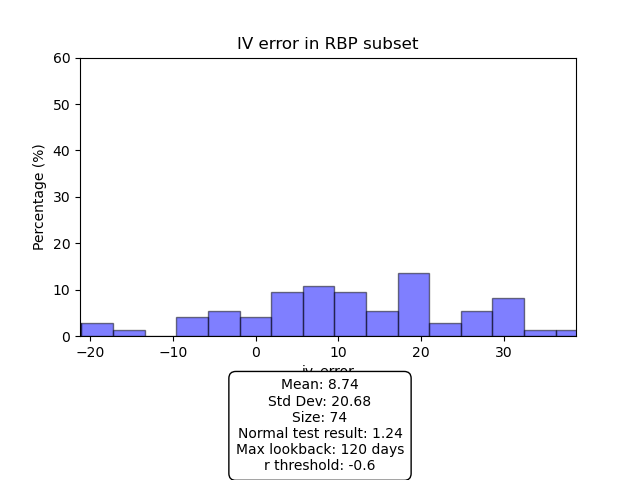 IV error in RBP subset
60
50
40
30
20
10
0
Percentage (%)
−20 −10 0 10 20 30
iv_error
Mean: 8.74
Std Dev: 20.68
Size: 74
Normal test result: 1.24
Max lookback: 120 days
r threshold: -0.6